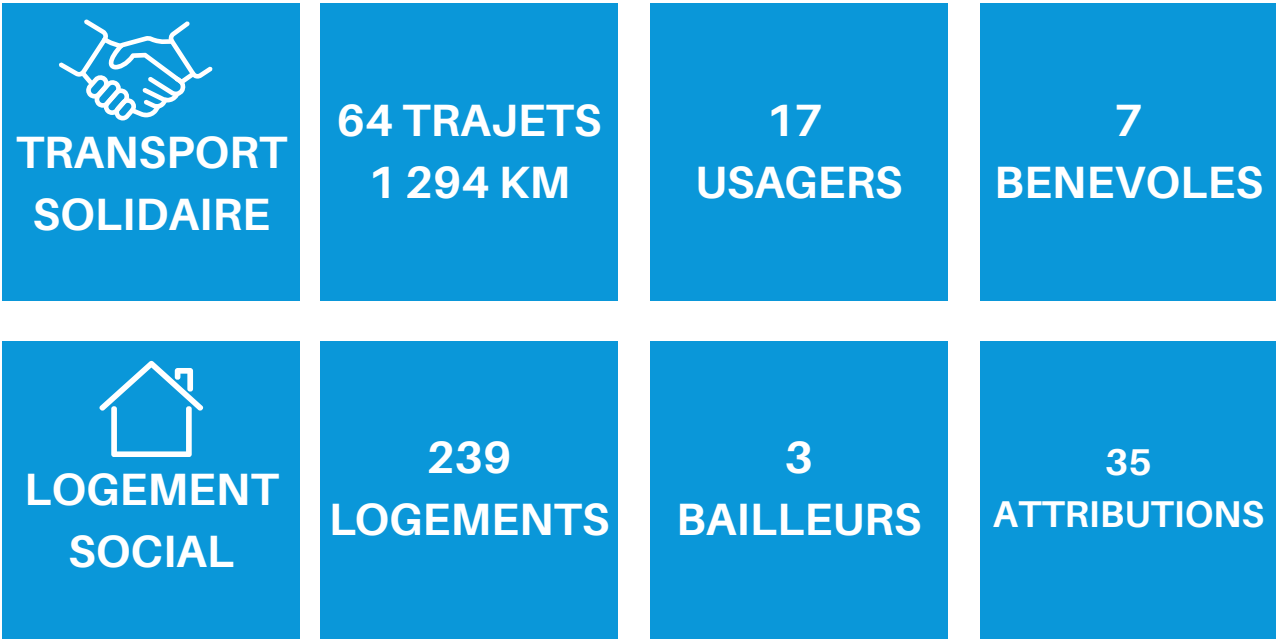 TRANSPORT
SOLIDAIRE
64 TRAJETS
1 294 KM
17
USAGERS
7
BENEVOLES
LOGEMENT
SOCIAL
239
LOGEMENTS
3
BAILLEURS
35
ATTRIBUTIONS